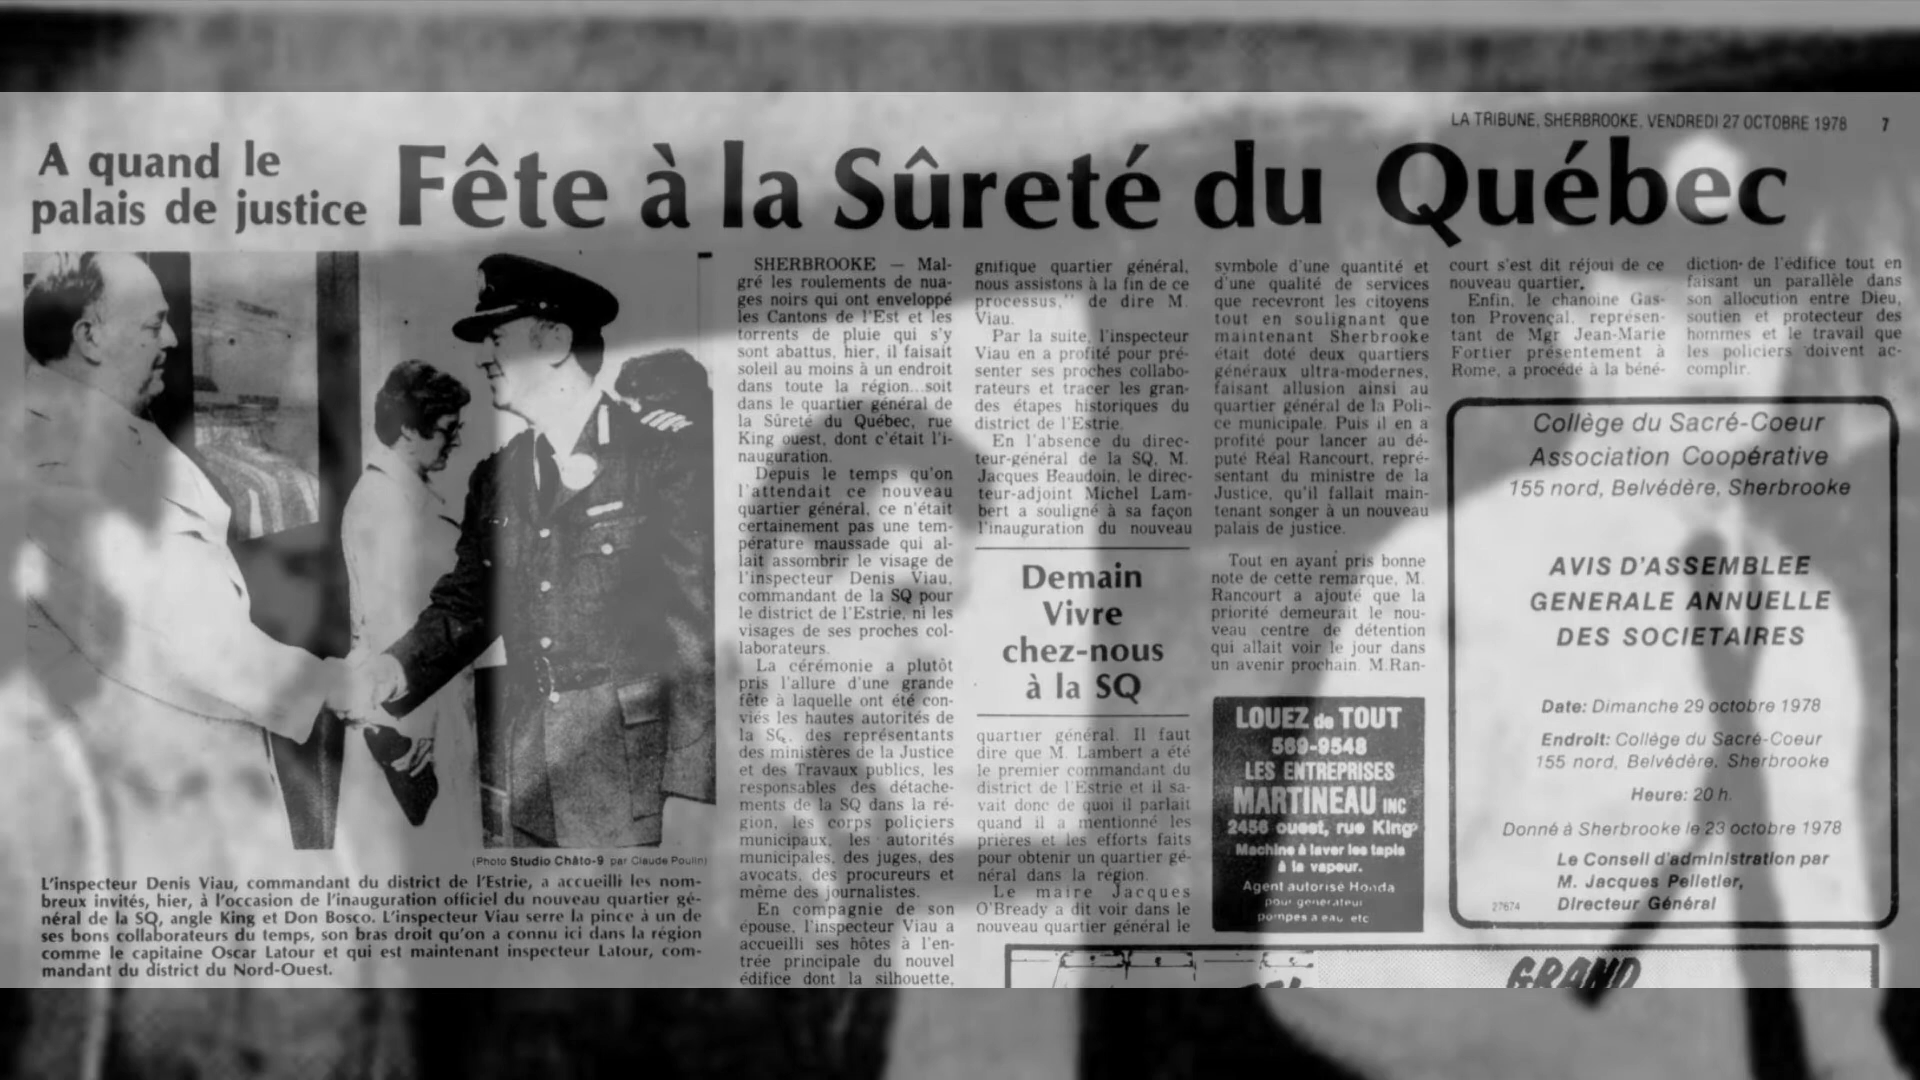 LA TRIBUNE, SHERBROOKE, VENDREDI 27 OCTOBRE 1978 7
A quand le
palais de justice
Fête à la Sûreté du Québec
(Photo Studio Châto-9 par Claude Poulin)
L'inspecteur Denis Viau, commandant du district de l'Estrie, a accueilli les nom-
breux invités, hier, à l'occasion de l'inauguration officiel du nouveau quartier gé-
néral de la SQ, angle King et Don Bosco. L'inspecteur Viau serre la pince à un de
ses bons collaborateurs du temps, son bras droit qu'on a connu ici dans la région
comme le capitaine Oscar Latour et qui est maintenant inspecteur Latour, com-
mandant du district du Nord-Ouest.
SHERBROOKE — Mal-
gré les roulements de nua-
ges noirs qui ont enveloppé
les Cantons de l'Est et les
torrents de pluie qui s'y
sont abattus, hier, il faisait
soleil au moins à un endroit
dans toute la région...soit
dans le quartier général de
la Sûreté du Québec, rue
King ouest, dont c'était l'i-
nauguration.
Depuis le temps qu'on
l'attendait ce nouveau
quartier général, ce n'était
certainement pas une tem-
pérature maussade qui al-
lait assombrir le visage de
l'inspecteur Denis Viau,
commandant de la SQ pour
le district de l'Estrie, ni les
visages de ses proches col-
laborateurs.
La cérémonie a plutôt
pris l'allure d'une grande
fête à laquelle ont été con-
viés les hautes autorités de
la SQ, des représentants
des ministères de la Justice
et des Travaux publics, les
responsables des détache-
ments de la SQ dans la ré-
gion, les corps policiers
municipaux, les autorités
municipales, des juges, des
avocats, des procureurs et
même des journalistes.
En compagnie de son
épouse, l'inspecteur Viau a
accueilli ses hôtes à l'en-
trée principale du nouvel
édifice dont la silhouette,
gnifique quartier général,
nous assistons à la fin de ce
processus," de dire M.
Viau.
Par la suite, l'inspecteur
Viau en a profité pour pré-
senter ses proches collabo-
rateurs et tracer les gran-
des étapes historiques du
district de l'Estrie.
En l'absence du direc-
teur-général de la SQ, M.
Jacques Beaudoin, le direc-
teur-adjoint Michel Lam-
bert a souligné à sa façon
l'inauguration du nouveau
Demain
Vivre
chez-nous
à la SQ
quartier général. Il faut
dire que M. Lambert a été
le premier commandant du
district de l'Estrie et il sa-
vait donc de quoi il parlait
quand il a mentionné les
prières et les efforts faits
pour obtenir un quartier gé-
néral dans la région.
Le maire Jacques
O'Bready a dit voir dans le
nouveau quartier général le
symbole d'une quantité et
d'une qualité de services
que recevront les citoyens
tout en soulignant que
maintenant Sherbrooke
était doté deux quartiers
généraux ultra-modernes,
faisant allusion ainsi au
quartier général de la Poli-
ce municipale. Puis il en a
profité pour lancer au dé-
puté Réal Rancourt, repré-
sentant du ministre de la
Justice, qu'il fallait main-
tenant songer à un nouveau
palais de justice.
Tout en ayant pris bonne
note de cette remarque, M.
Rancourt a ajouté que la
priorité demeurait le nou-
veau centre de détention
qui allait voir le jour dans
un avenir prochain. M.Ran-
LOUEZ de TOUT
569-9548
LES ENTREPRISES
MARTINEAU INC
2456 ouest, rue King
Machine à laver les tapis
à la vapeur.
Agent autorisé Honda
pour generateur
pompes a eau, etc
court s'est dit réjoui de ce
nouveau quartier.
Enfin, le chanoine Gas-
ton Provençal, représen-
tant de Mgr Jean-Marie
Fortier présentement à
Rome, a procédé à la béné-
diction de l'édifice tout en
faisant un parallèle dans
son allocution entre Dieu,
soutien et protecteur des
hommes et le travail que
les policiers doivent ac-
complir.
Collège du Sacré-Coeur
Association Coopérative
155 nord, Belvédère, Sherbrooke
AVIS D'ASSEMBLEE
GENERALE ANNUELLE
DES SOCIETAIRES
Date: Dimanche 29 octobre 1978
Endroit: Collège du Sacré-Coeur
155 nord, Belvédère, Sherbrooke
Heure: 20 h.
Donné à Sherbrooke le 23 octobre 1978
Le Conseil d'administration par
M. Jacques Pelletier,
Directeur Général
27674
GRAND